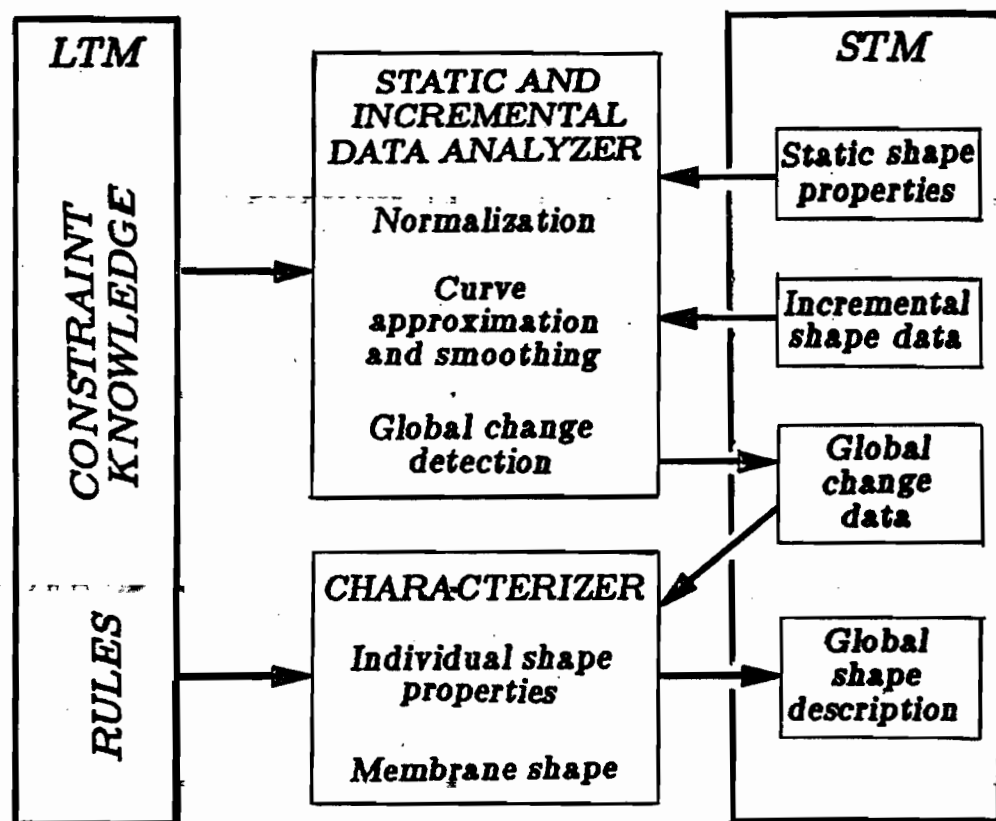 LTM
CONSTRAINT
KNOWLEDGE
RULES
STATIC AND
INCREMENTAL
DATA ANALYZER
Normalization
Curve
approximation
and smoothing
Global change
detection
CHARACTERIZER
Individual shape
properties
Membrane shape
STM
Static shape
properties
Incremental
shape data
Global
change
data
Global
shape
description